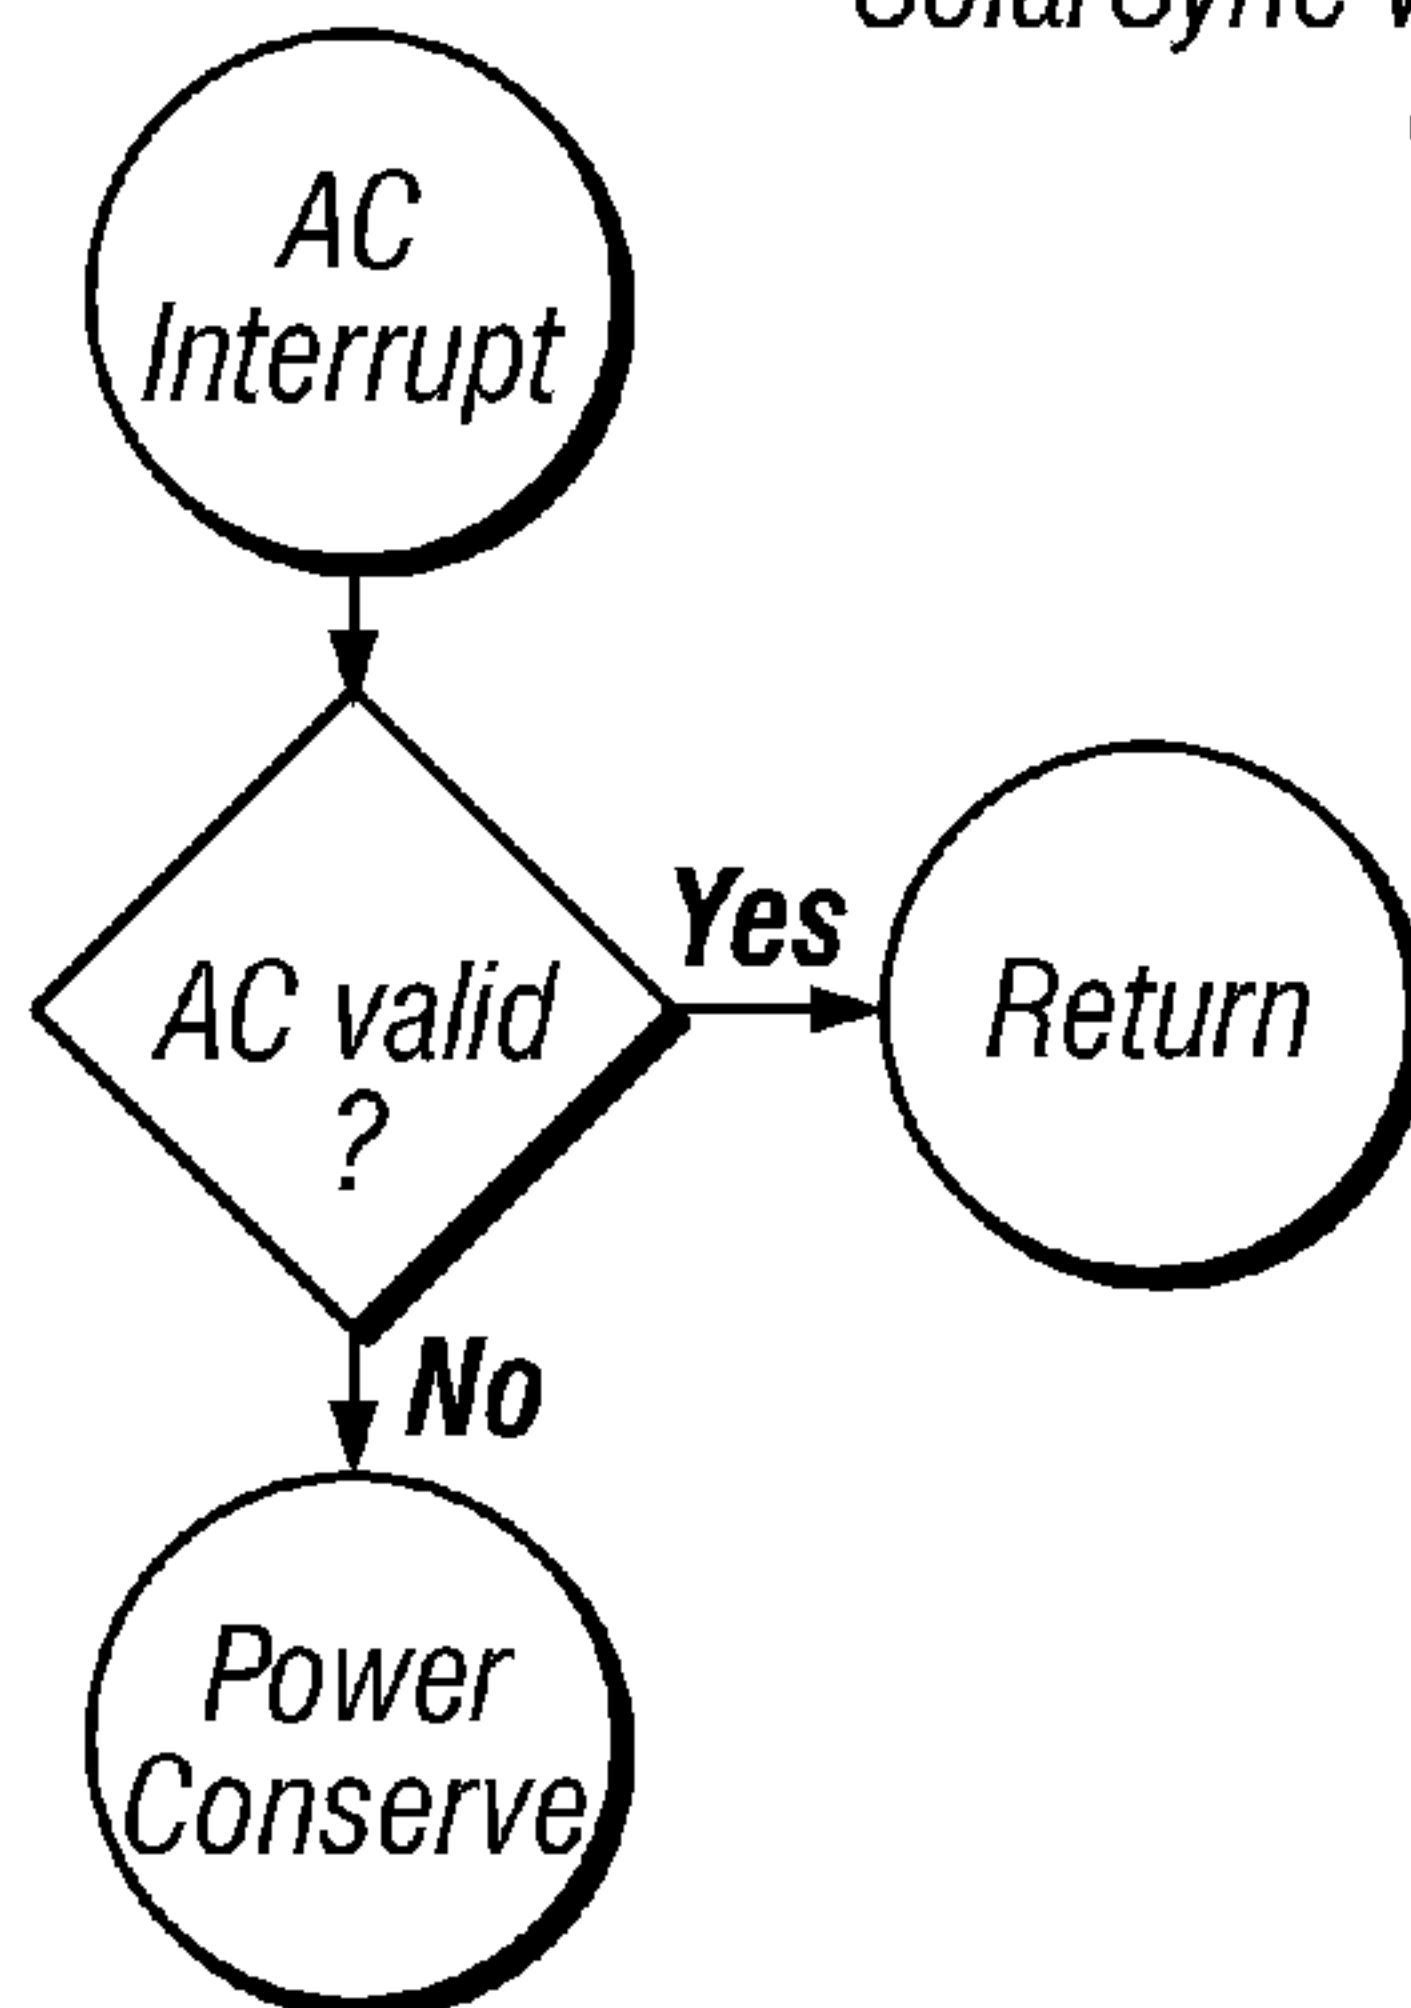 AC
Interrupt
AC valid
?
Yes
Return
No
Power
Conserve